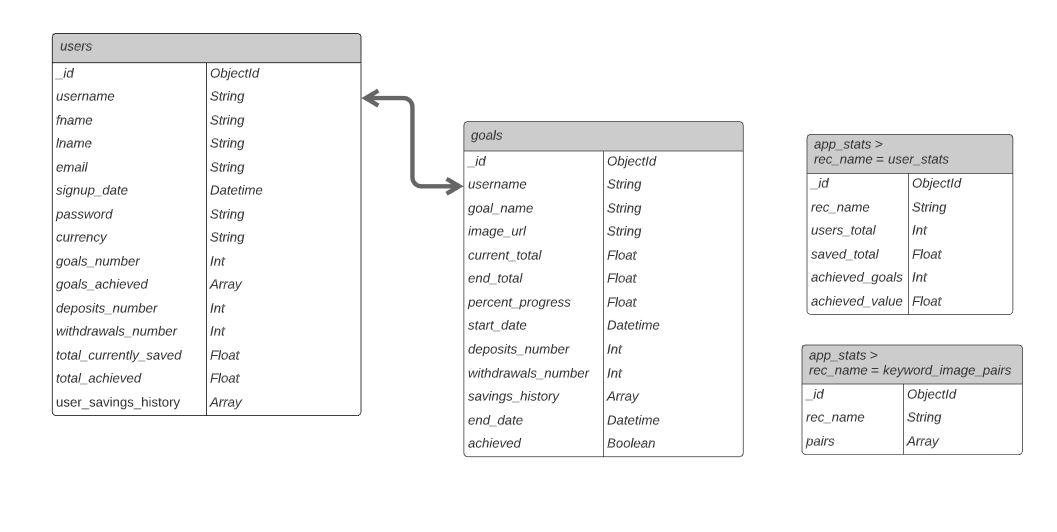 users
_id ObjectId
username String
fname String
lname String
email String
signup_date Datetime
password String
currency String
goals_number Int
goals_achieved Array
deposits_number Int
withdrawals_number Int
total_currently_saved Float
total_achieved Float
user_savings_history Array
goals
_id ObjectId
username String
goal_name String
image_url String
current_total Float
end_total Float
percent_progress Float
start_date Datetime
deposits_number Int
withdrawals_number Int
savings_history Array
end_date Datetime
achieved Boolean
app_stats >
rec_name = user_stats
_id ObjectId
rec_name String
users_total Int
saved_total Float
achieved_goals Int
achieved_value Float
app_stats >
rec_name = keyword_image_pairs
_id ObjectId
rec_name String
pairs Array